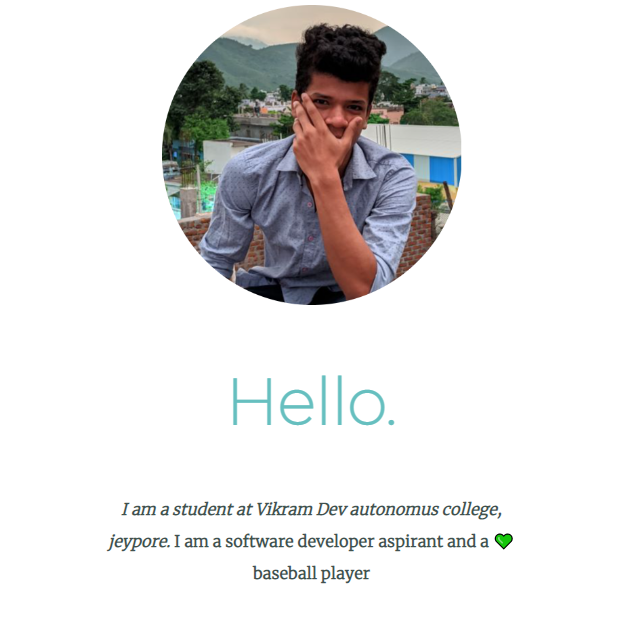 Hello.
I am a student at Vikram Dev autonomus college,
jeypore. I am a software developer aspirant and a 💚
baseball player